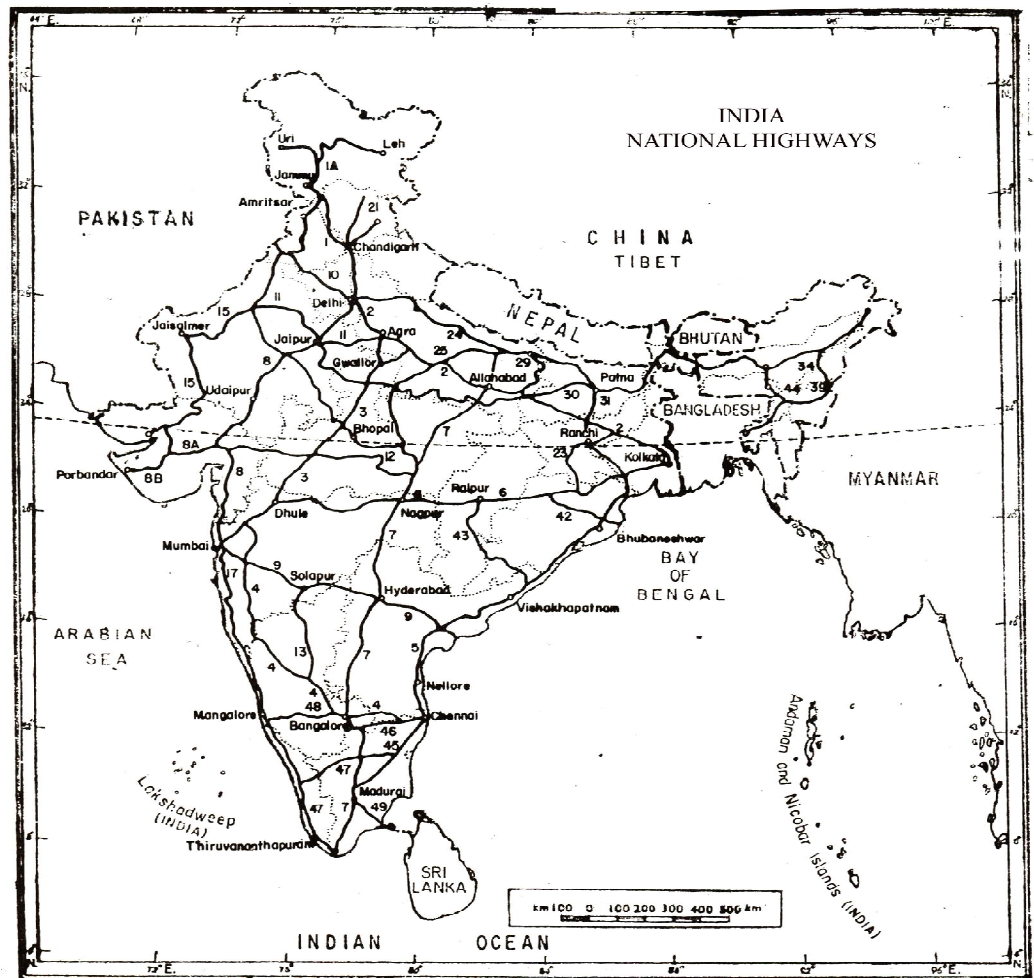 INDIA
NATIONAL HIGHWAYS
Uri
Leh
1A
Jammu
Amritsar
PAKISTAN
21
CHINA
TIBET
1
Chandigarh
10
11
Delhi
2
15
NEPAL
Jaisalmer
Jaipur
11
Agra
24
BHUTAN
8
Gwalior
28
2
29
Allahabad
Patna
34
15
Udaipur
30
31
44
39
3
BANGLADESH
Bhopal
7
Ranchi
2
8A
12
23
Kolkata
Porbandar
8B
8
3
MYANMAR
Raipur
6
Dhule
Nagpur
42
7
43
Bhubaneshwar
Mumbai
BAY
OF
BENGAL
17
4
9
Solapur
Hyderabad
Vishakhapatnam
9
ARABIAN
SEA
13
7
5
4
4
Nellore
48
4
Mangalore
Bangalore
Chennai
46
45
47
Lakshadweep
(INDIA)
Madurai
47
7
49
Thiruvananthapuram
Andaman and Nicobar Islands (INDIA)
SRI
LANKA
km 100 0 100 200 300 400 500 km
INDIAN OCEAN